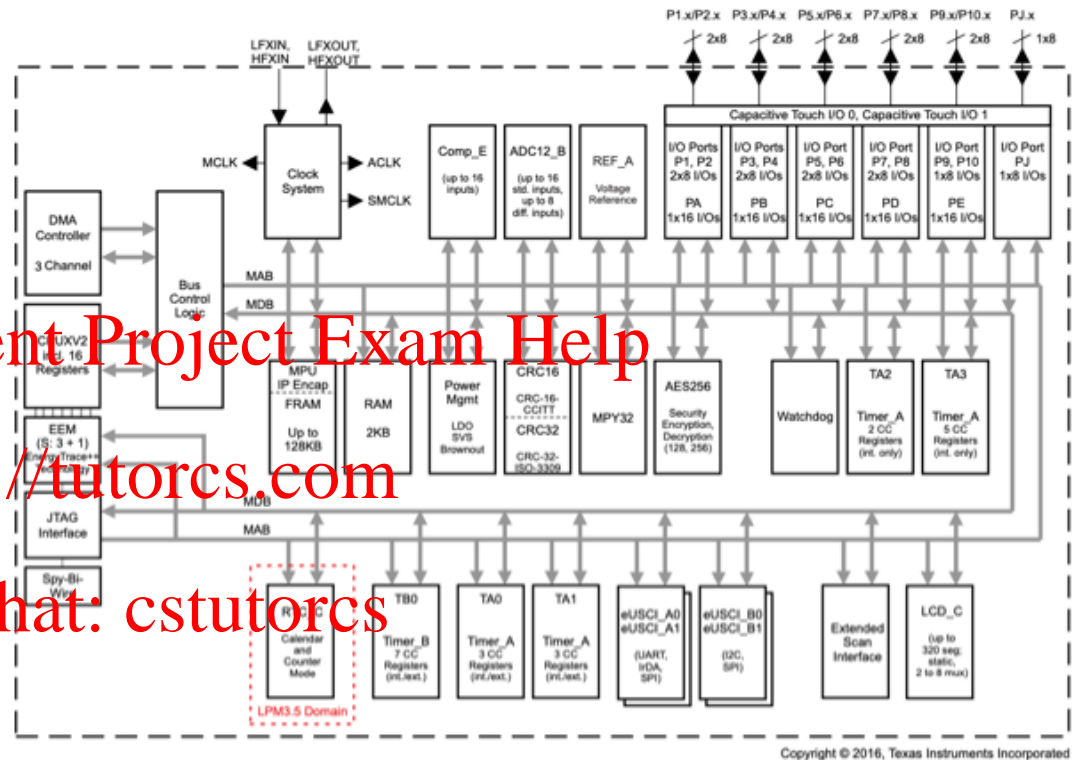 P1.x/P2.x P3.x/P4.x P5.x/P6.x P7.x/P8.x P9.x/P10.x PJ.x
2x8 2x8 2x8 2x8 2x8 1x8
LFXIN,
HFXIN
LFXOUT,
HFXOUT
MCLK
Clock
System
ACLK
SMCLK
Comp_E
(up to 16
inputs)
ADC12_B
(up to 16
std. inputs,
up to 8
diff. inputs)
REF_A
Voltage
Reference
Capacitive Touch I/O 0, Capacitive Touch I/O 1
I/O Ports
P1, P2
2x8 I/Os
PA
1x16 I/Os
I/O Ports
P3, P4
2x8 I/Os
PB
1x16 I/Os
I/O Port
P5, P6
2x8 I/Os
PC
1x16 I/Os
I/O Port
P7, P8
2x8 I/Os
PD
1x16 I/Os
I/O Port
P9, P10
1x8 I/Os
PE
1x16 I/Os
I/O Port
PJ
1x8 I/Os
DMA
Controller
3 Channel
Bus
Control
Logic
MAB
MDB
incl. 16
Registers
ent Project Exam Help
MPU
IP Encap
FRAM
Up to
128KB
RAM
2KB
Power
Mgmt
LDO
SVS
Brownout
CRC16
CRC-16-
CCITT
CRC32
CRC-32-
ISO-3309
MPY32
AES256
Security
Encryption,
Decryption
(128, 256)
Watchdog
TA2
Timer_A
2 CC
Registers
(int. only)
TA3
Timer_A
5 CC
Registers
(int. only)
EEM
(S: 3 + 1)
//tutorcs.com
JTAG
Interface
MDB
MAB
Spy-Bi-
Wire
hat: cstutorcs
Calendar
and
Counter
Mode
LPM3.5 Domain
TB0
Timer_B
7 CC
Registers
(int./ext.)
TA0
Timer_A
3 CC
Registers
(int./ext.)
TA1
Timer_A
3 CC
Registers
(int./ext.)
eUSCI_A0
eUSCI_A1
(UART,
IrDA,
SPI)
eUSCI_B0
eUSCI_B1
(I2C,
SPI)
Extended
Scan
Interface
LCD_C
(up to
320 seg;
static,
2 to 8 mux)
Copyright © 2016, Texas Instruments Incorporated